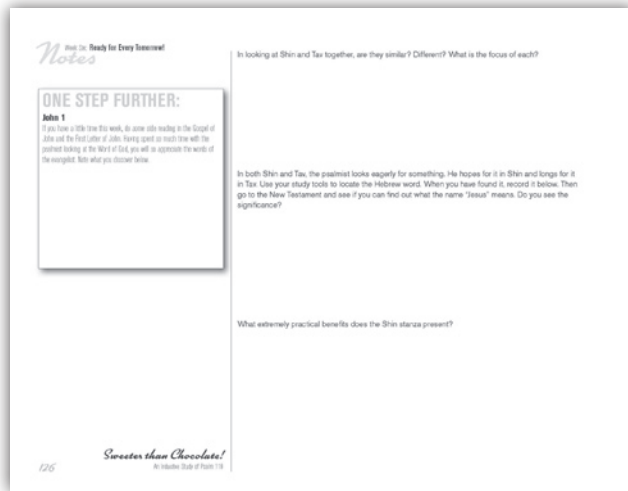 Notes
Week Six: Ready for Every Tomorrow!
ONE STEP FURTHER:
John 1
If you have a little time this week, do some side reading in the Gospel of
John and the First Letter of John. Having spent so much time with the
psalmist looking at the Word of God, you will so appreciate the words of
the evangelist. Note what you discover below.
In looking at Shin and Tav together, are they similar? Different? What is the focus of each?
In both Shin and Tav, the psalmist looks eagerly for something. He hopes for it in Shin and longs for it
in Tav. Use your study tools to locate the Hebrew word. When you have found it, record it below. Then
go to the New Testament and see if you can find out what the name "Jesus" means. Do you see the
significance?
What extremely practical benefits does the Shin stanza present?
Sweeter than Chocolate!
An Inductive Study of Psalm 119
126